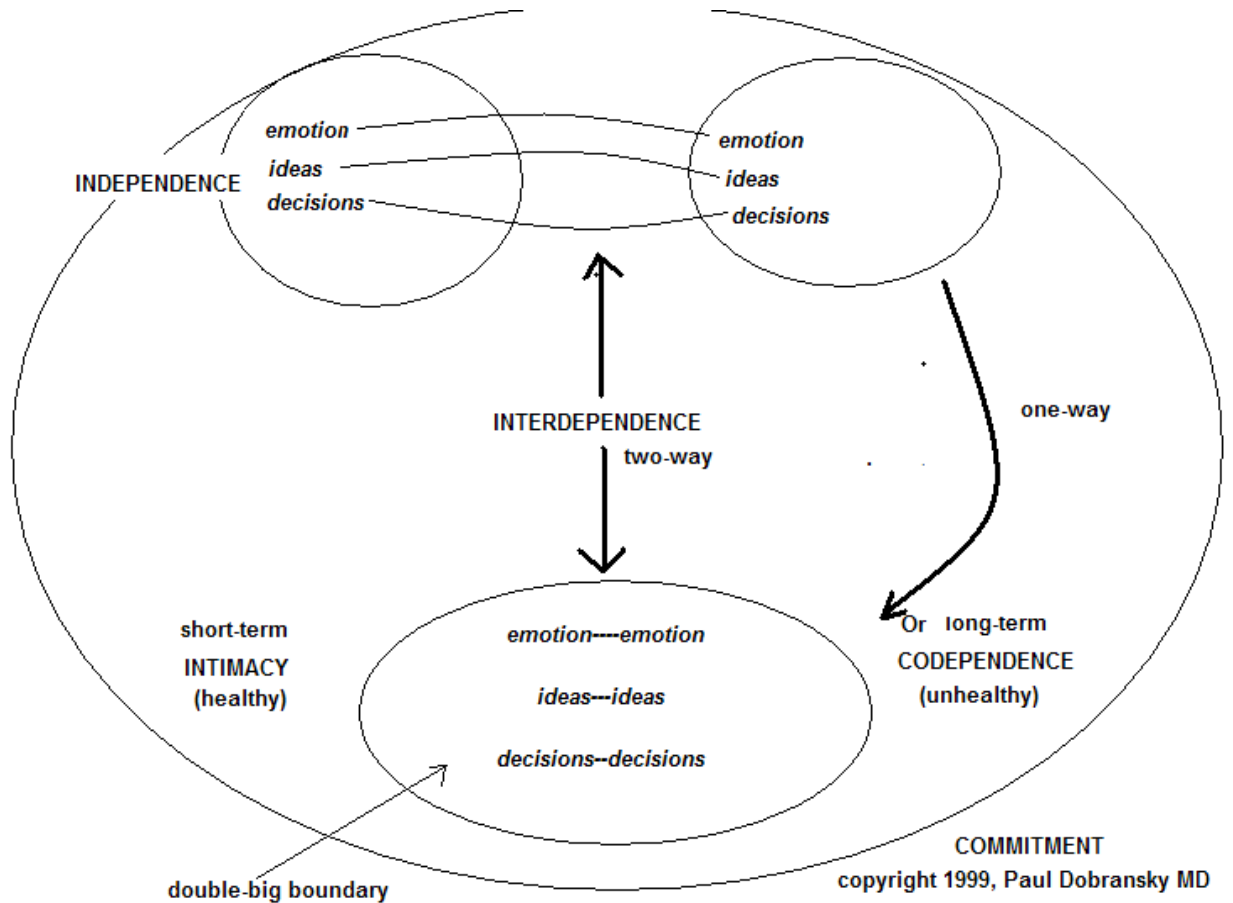 emotion
emotion
INDEPENDENCE
ideas
ideas
decisions
decisions
one-way
INTERDEPENDENCE
two-way
short-term
INTIMACY
(healthy)
emotion----emotion
ideas---ideas
decisions--decisions
Or long-term
CODEPENDENCE
(unhealthy)
double-big boundary
COMMITMENT
copyright 1999, Paul Dobransky MD